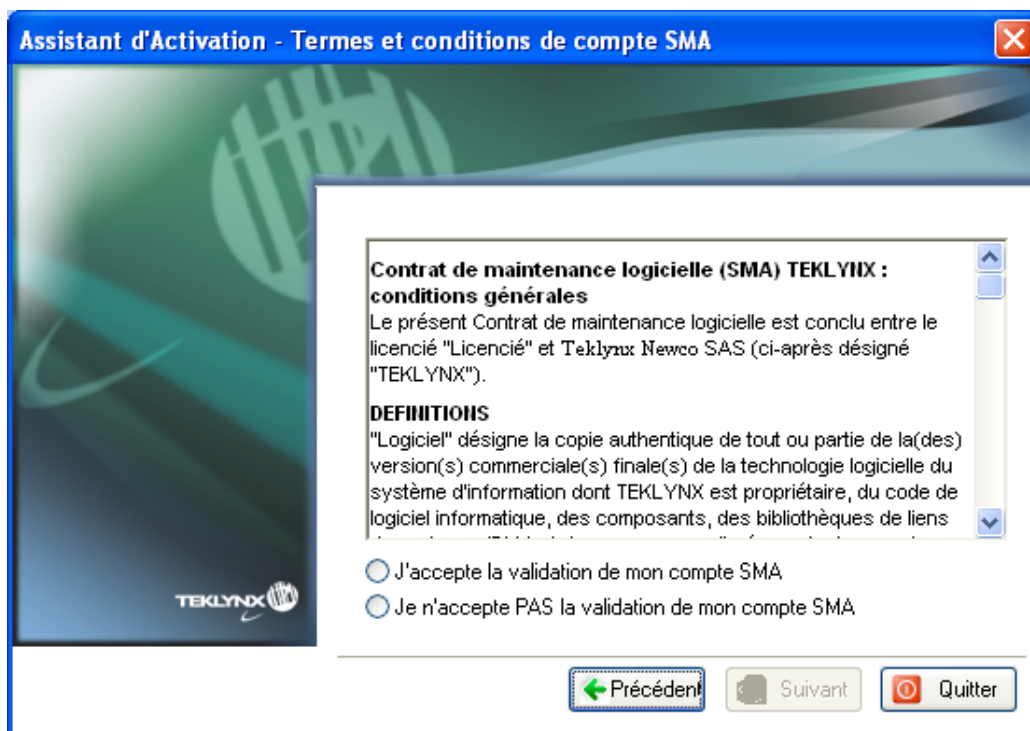 Assistant d'Activation - Termes et conditions de compte SMA
Contrat de maintenance logicielle (SMA) TEKLYNX :
conditions générales
Le présent Contrat de maintenance logicielle est conclu entre le
licencié "Licencié" et Teklynx Newco SAS (ci-après désigné
"TEKLYNX").
DEFINITIONS
"Logiciel" désigne la copie authentique de tout ou partie de la(des)
version(s) commerciale(s) finale(s) de la technologie logicielle du
système d'information dont TEKLYNX est propriétaire, du code de
logiciel informatique, des composants, des bibliothèques de liens
J'accepte la validation de mon compte SMA
Je n'accepte PAS la validation de mon compte SMA
TEKLYNX
Précéden
Suivant
Quitter